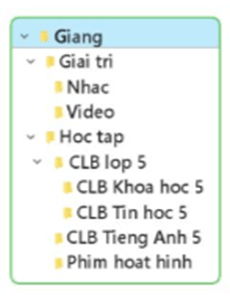 Giang
Giai tri
Nhac
Video
Hoc tap
CLB lop 5
CLB Khoa hoc 5
CLB Tin hoc 5
CLB Tieng Anh 5
Phim hoat hinh